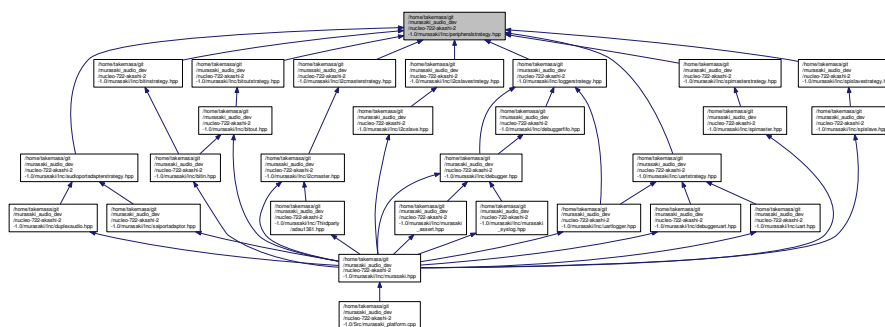 /home/takemasa/git
/murasaki_audio_dev
/nucleo-722-akashi-2
-1.0/murasaki/Inc/peripheralstrategy.hpp
/home/takemasa/git
/murasaki_audio_dev
/nucleo-722-akashi-2
-1.0/murasaki/Inc/bitinstrategy.hpp
/home/takemasa/git
/murasaki_audio_dev
/nucleo-722-akashi-2
-1.0/murasaki/Inc/bitoutstrategy.hpp
/home/takemasa/git
/murasaki_audio_dev
/nucleo-722-akashi-2
-1.0/murasaki/Inc/i2cmasterstrategy.hpp
/home/takemasa/git
/murasaki_audio_dev
/nucleo-722-akashi-2
-1.0/murasaki/Inc/i2cslavestrategy.hpp
/home/takemasa/git
/murasaki_audio_dev
/nucleo-722-akashi-2
-1.0/murasaki/Inc/loggerstrategy.hpp
/home/takemasa/git
/murasaki_audio_dev
/nucleo-722-akashi-2
-1.0/murasaki/Inc/spimasterstrategy.hpp
/home/takemasa/git
/murasaki_audio_dev
/nucleo-722-akashi-2
-1.0/murasaki/Inc/spislavestrategy.hpp
/home/takemasa/git
/murasaki_audio_dev
/nucleo-722-akashi-2
-1.0/murasaki/Inc/bitout.hpp
/home/takemasa/git
/murasaki_audio_dev
/nucleo-722-akashi-2
-1.0/murasaki/Inc/i2cslave.hpp
/home/takemasa/git
/murasaki_audio_dev
/nucleo-722-akashi-2
-1.0/murasaki/Inc/debuggerfifo.hpp
/home/takemasa/git
/murasaki_audio_dev
/nucleo-722-akashi-2
-1.0/murasaki/Inc/spimaster.hpp
/home/takemasa/git
/murasaki_audio_dev
/nucleo-722-akashi-2
-1.0/murasaki/Inc/spislave.hpp
/home/takemasa/git
/murasaki_audio_dev
/nucleo-722-akashi-2
-1.0/murasaki/Inc/audioportadapterstrategy.hpp
/home/takemasa/git
/murasaki_audio_dev
/nucleo-722-akashi-2
-1.0/murasaki/Inc/bitin.hpp
/home/takemasa/git
/murasaki_audio_dev
/nucleo-722-akashi-2
-1.0/murasaki/Inc/i2cmaster.hpp
/home/takemasa/git
/murasaki_audio_dev
/nucleo-722-akashi-2
-1.0/murasaki/Inc/debugger.hpp
/home/takemasa/git
/murasaki_audio_dev
/nucleo-722-akashi-2
-1.0/murasaki/Inc/uartstrategy.hpp
/home/takemasa/git
/murasaki_audio_dev
/nucleo-722-akashi-2
-1.0/murasaki/Inc/duplexaudio.hpp
/home/takemasa/git
/murasaki_audio_dev
/nucleo-722-akashi-2
-1.0/murasaki/Inc/saiportadaptor.hpp
/home/takemasa/git
/murasaki_audio_dev
/nucleo-722-akashi-2
-1.0/murasaki/Inc/Thirdparty
/adau1361.hpp
/home/takemasa/git
/murasaki_audio_dev
/nucleo-722-akashi-2
-1.0/murasaki/Inc/murasaki
_assert.hpp
/home/takemasa/git
/murasaki_audio_dev
/nucleo-722-akashi-2
-1.0/murasaki/Inc/murasaki
_syslog.hpp
/home/takemasa/git
/murasaki_audio_dev
/nucleo-722-akashi-2
-1.0/murasaki/Inc/uartlogger.hpp
/home/takemasa/git
/murasaki_audio_dev
/nucleo-722-akashi-2
-1.0/murasaki/Inc/debuggeruart.hpp
/home/takemasa/git
/murasaki_audio_dev
/nucleo-722-akashi-2
-1.0/murasaki/Inc/uart.hpp
/home/takemasa/git
/murasaki_audio_dev
/nucleo-722-akashi-2
-1.0/murasaki/Inc/murasaki.hpp
/home/takemasa/git
/murasaki_audio_dev
/nucleo-722-akashi-2
-1.0/Src/murasaki_platform.cpp